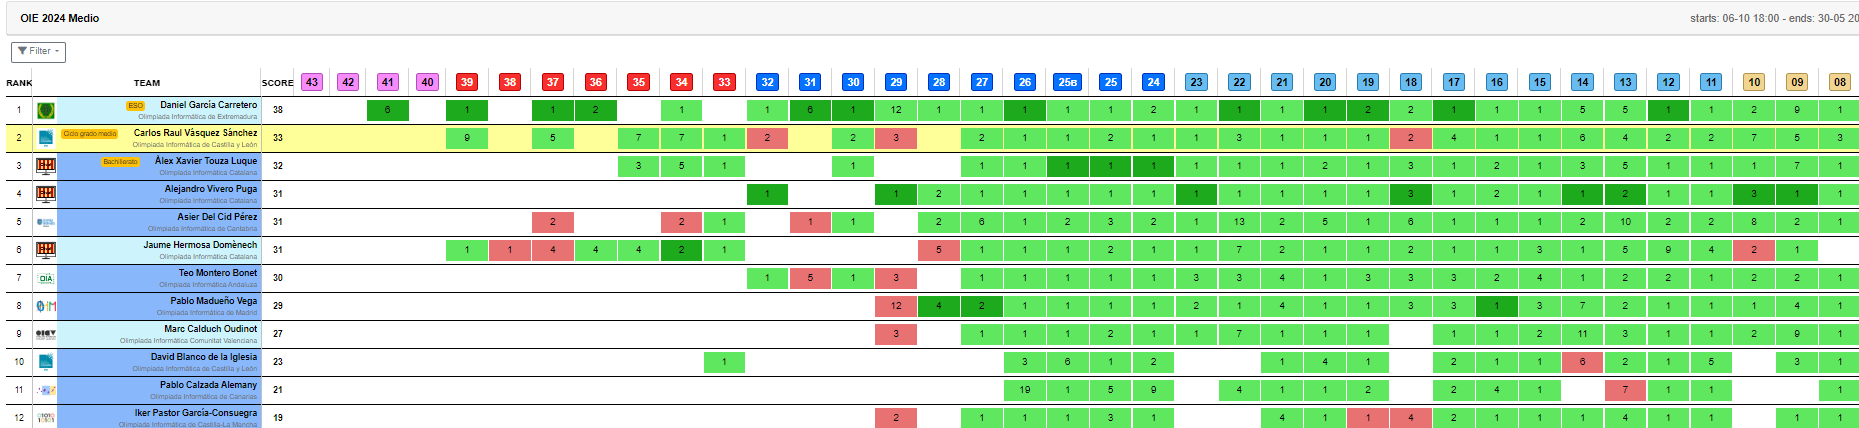 OIE 2024 Medio
starts: 06-10 18:00 - ends: 30-05 20
Filter
RANK TEAM SCORE 43 42 41 40 39 38 37 36 35 34 33 32 31 30 29 28 27 26 25B 25 24 23 22 21 20 19 18 17 16 15 14 13 12 11 10 09 08
1 ESO Daniel García Carretero 38 6 1 1 2 1 1 6 1 12 1 1 1 1 1 2 1 1 1 1 2 2 1 1 1 5 5 1 1 2 9 1
Olimpiada Informática de Extremadura
2 Ciclo grado medio Carlos Raul Vásquez Sánchez 33 9 5 7 7 1 2 2 3 2 1 1 2 1 1 3 1 1 1 2 4 1 1 6 4 2 2 7 5 3
Olimpiada Informática de Castilla y León
3 Bachillerato Álex Xavier Touza Luque 32 3 5 1 1 1 1 1 1 1 1 1 1 2 1 3 1 2 1 3 5 1 1 1 7 1
Olimpiada Informática Catalana
4 Alejandro Vivero Puga 31 1 1 2 1 1 1 1 1 1 1 1 1 1 3 1 2 1 1 2 1 1 3 1 1
Olimpiada Informática Catalana
5 Asier Del Cid Pérez 31 2 2 1 1 1 2 6 1 2 3 2 1 13 2 5 1 6 1 1 1 2 10 2 2 8 2 1
Olimpiada Informática de Cantabria
6 Jaume Hermosa Domènech 31 1 1 4 4 4 2 1 5 1 1 1 2 1 1 7 2 1 1 2 1 1 3 1 5 9 4 2 1
Olimpiada Informática Catalana
7 Teo Montero Bonet 30 1 5 1 3 1 1 1 1 1 3 3 4 1 3 3 3 2 4 1 2 2 1 2 2 1
Olimpiada Informática Andaluza
8 Pablo Madueño Vega 29 12 4 2 1 1 1 1 2 1 4 1 1 3 3 1 3 7 2 1 1 1 4 1
Olimpiada Informática de Madrid
9 Marc Calduch Oudinot 27 3 1 1 1 2 1 1 7 1 1 1 1 1 2 11 3 1 1 2 9 1
Olimpiada Informática Comunitat Valenciana
10 David Blanco de la Iglesia 23 1 3 6 1 2 1 4 1 2 1 1 6 2 1 5 3 1
Olimpiada Informática de Castilla y León
11 Pablo Calzada Alemany 21 19 1 5 9 4 1 1 2 2 4 1 7 1 1 1
Olimpiada Informática de Canarias
12 Iker Pastor García-Consuegra 19 2 1 1 1 3 1 4 1 1 4 2 1 1 1 4 1 1 1 1
Olimpiada Informática de Castilla-La Mancha